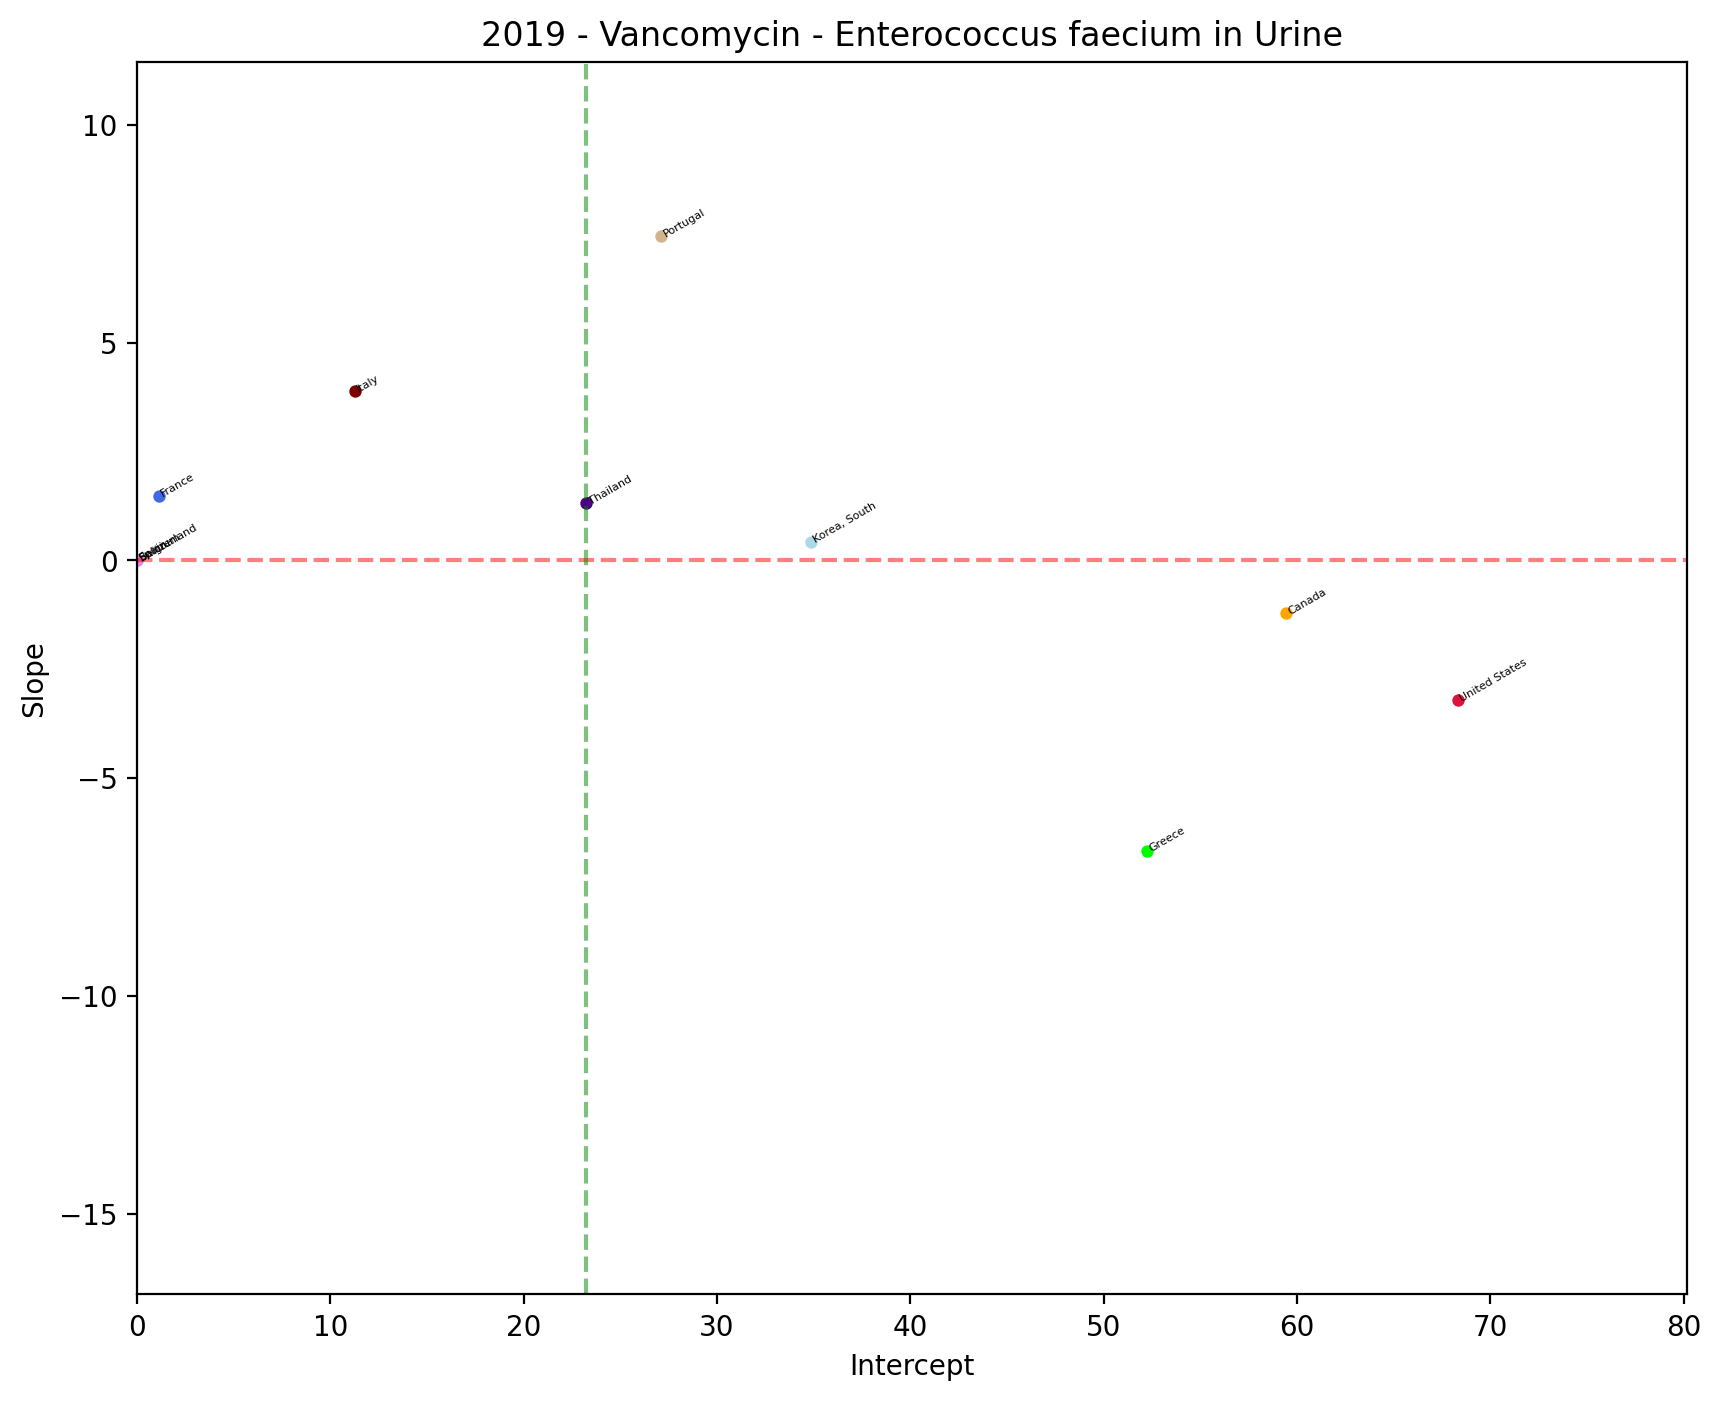 2019 - Vancomycin - Enterococcus faecium in Urine
10
5
0
−5
−10
−15
Slope
Portugal
Italy
France
Thailand
Korea, South
Canada
United States
Greece
0
10
20
30
40
50
60
70
80
Intercept